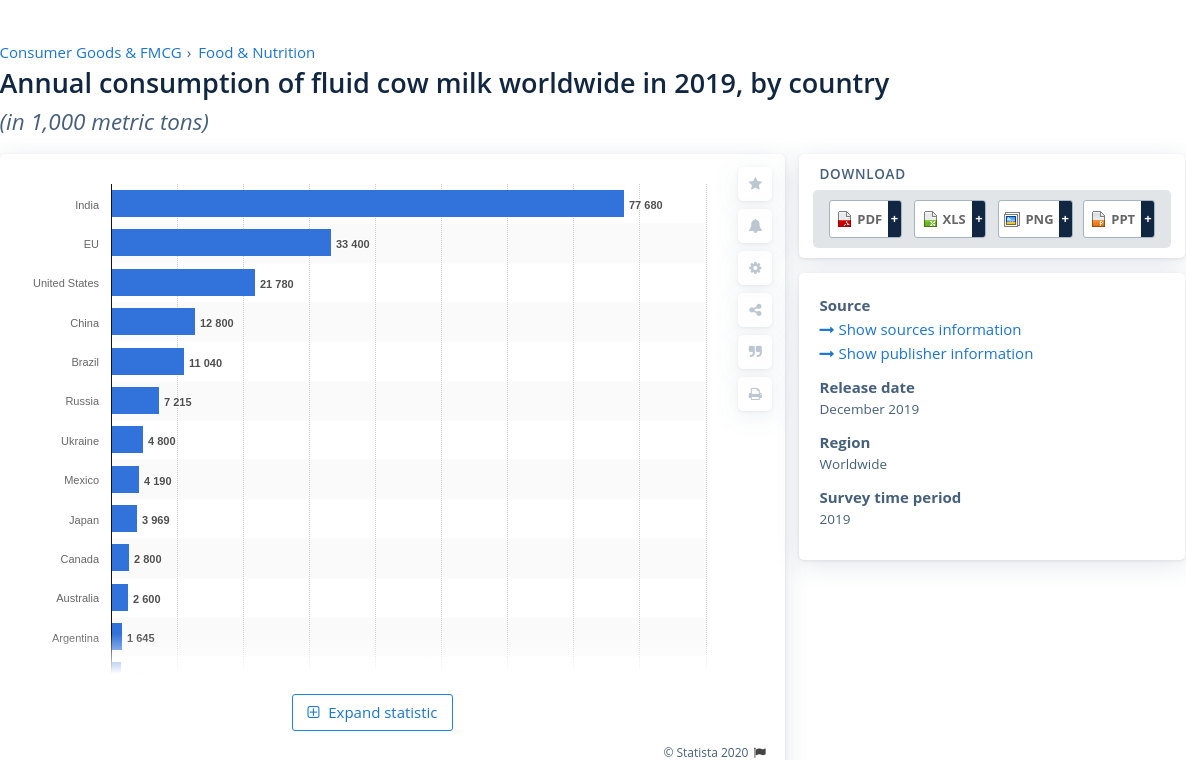 Consumer Goods & FMCG › Food & Nutrition
Annual consumption of fluid cow milk worldwide in 2019, by country
(in 1,000 metric tons)
India 77 680
EU 33 400
United States 21 780
China 12 800
Brazil 11 040
Russia 7 215
Ukraine 4 800
Mexico 4 190
Japan 3 969
Canada 2 800
Australia 2 600
Argentina 1 645
Expand statistic
© Statista 2020
DOWNLOAD
PDF + XLS + PNG + PPT +
Source
Show sources information
Show publisher information
Release date
December 2019
Region
Worldwide
Survey time period
2019